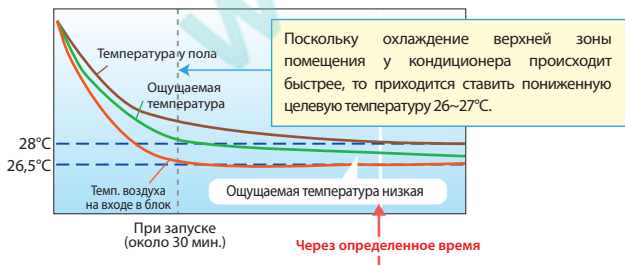 Температура у пола
Ощущаемая
температура
Поскольку охлаждение верхней зоны
помещения у кондиционера происходит
быстрее, то приходится ставить пониженную
целевую температуру 26~27°C.
28°C
26,5°C
Темп. воздуха
на входе в блок
Ощущаемая температура низкая
При запуске
(около 30 мин.)
Через определенное время